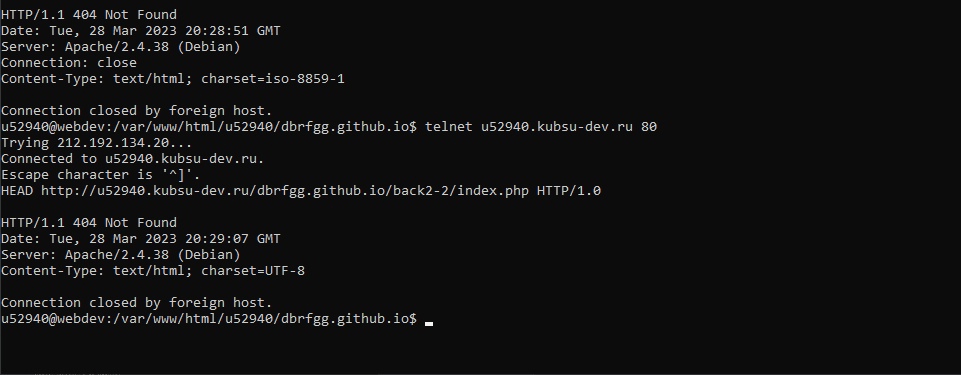 HTTP/1.1 404 Not Found
Date: Tue, 28 Mar 2023 20:28:51 GMT
Server: Apache/2.4.38 (Debian)
Connection: close
Content-Type: text/html; charset=iso-8859-1
Connection closed by foreign host.
u52940@webdev:/var/www/html/u52940/dbrfgg.github.io$ telnet u52940.kubsu-dev.ru 80
Trying 212.192.134.20...
Connected to u52940.kubsu-dev.ru.
Escape character is '^]'.
HEAD http://u52940.kubsu-dev.ru/dbrfgg.github.io/back2-2/index.php HTTP/1.0
HTTP/1.1 404 Not Found
Date: Tue, 28 Mar 2023 20:29:07 GMT
Server: Apache/2.4.38 (Debian)
Content-Type: text/html; charset=UTF-8
Connection closed by foreign host.
u52940@webdev:/var/www/html/u52940/dbrfgg.github.io$